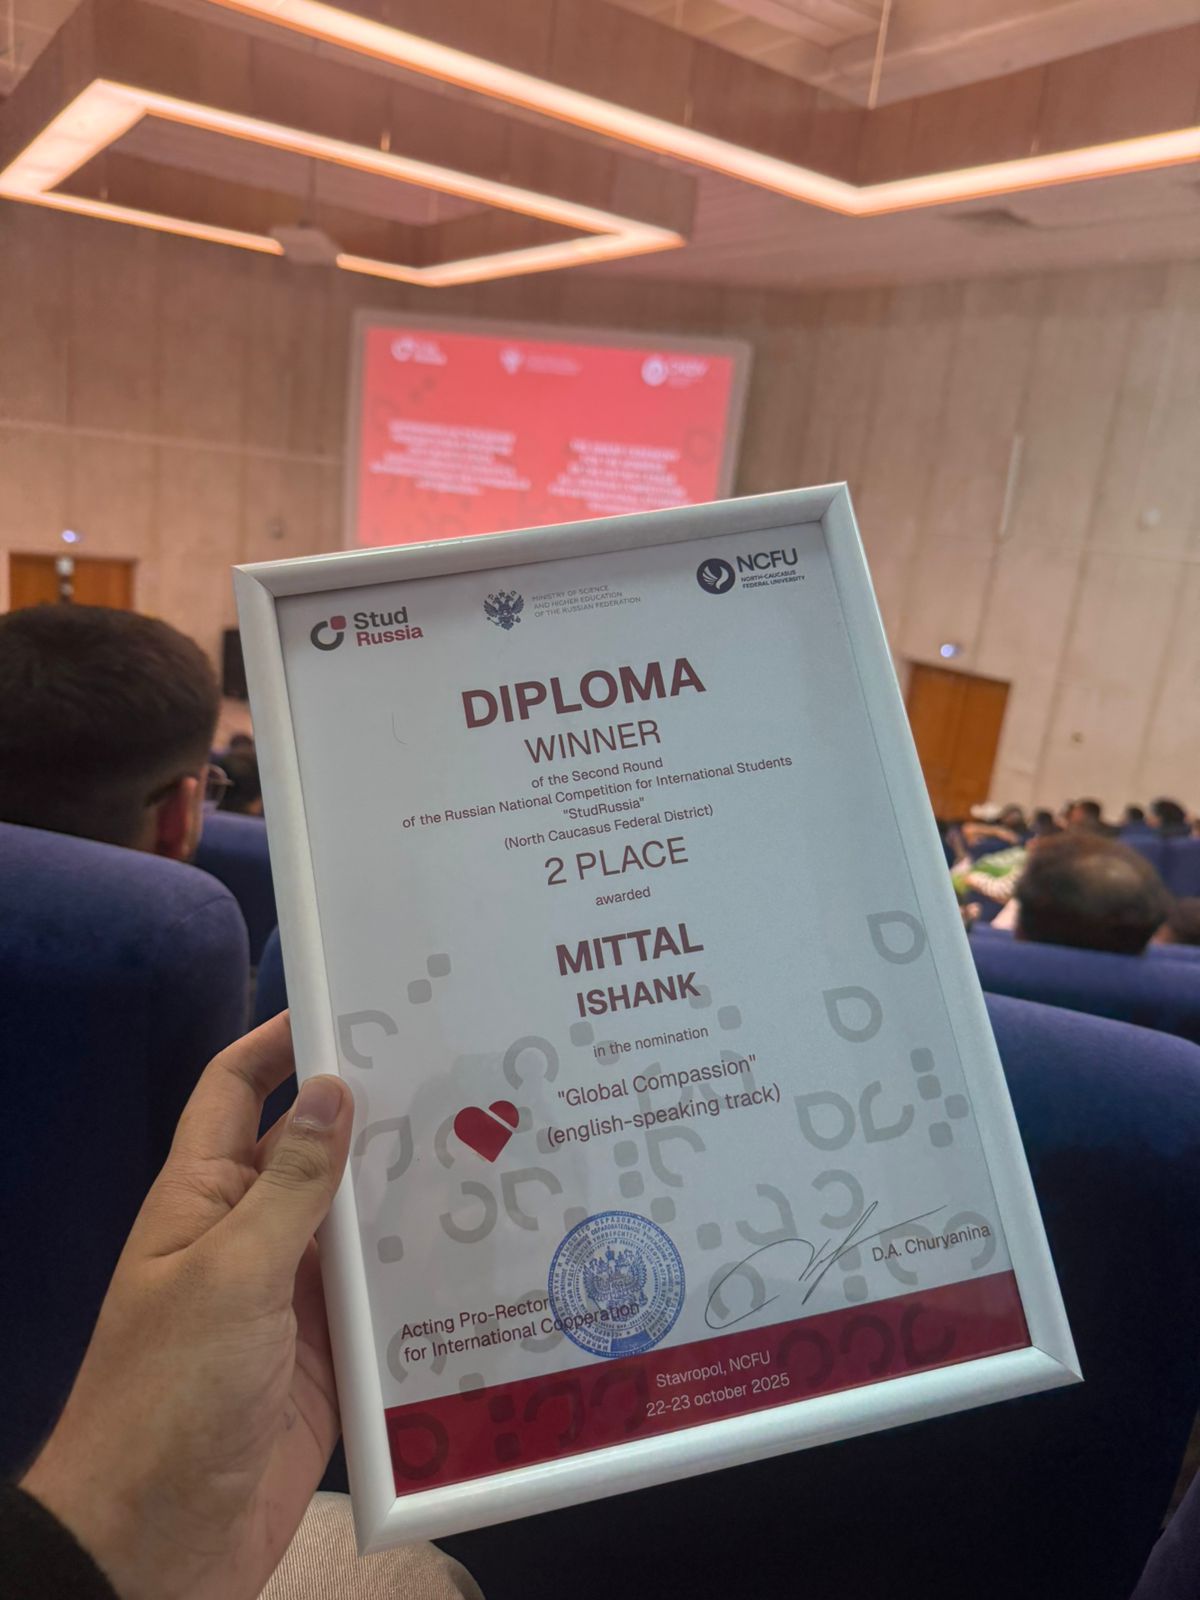 Stud
Russia
MINISTRY OF SCIENCE
AND HIGHER EDUCATION
OF THE RUSSIAN FEDERATION
NCFU
NORTH-CAUCASUS
FEDERAL UNIVERSITY
DIPLOMA
WINNER
of the Second Round
of the Russian National Competition for International Students
"StudRussia"
(North Caucasus Federal District)
2 PLACE
awarded
MITTAL
ISHANK
in the nomination
"Global Compassion"
(english-speaking track)
D.A. Churyanina
Acting Pro-Rector
for International Cooperation
Stavropol, NCFU
22-23 october 2025